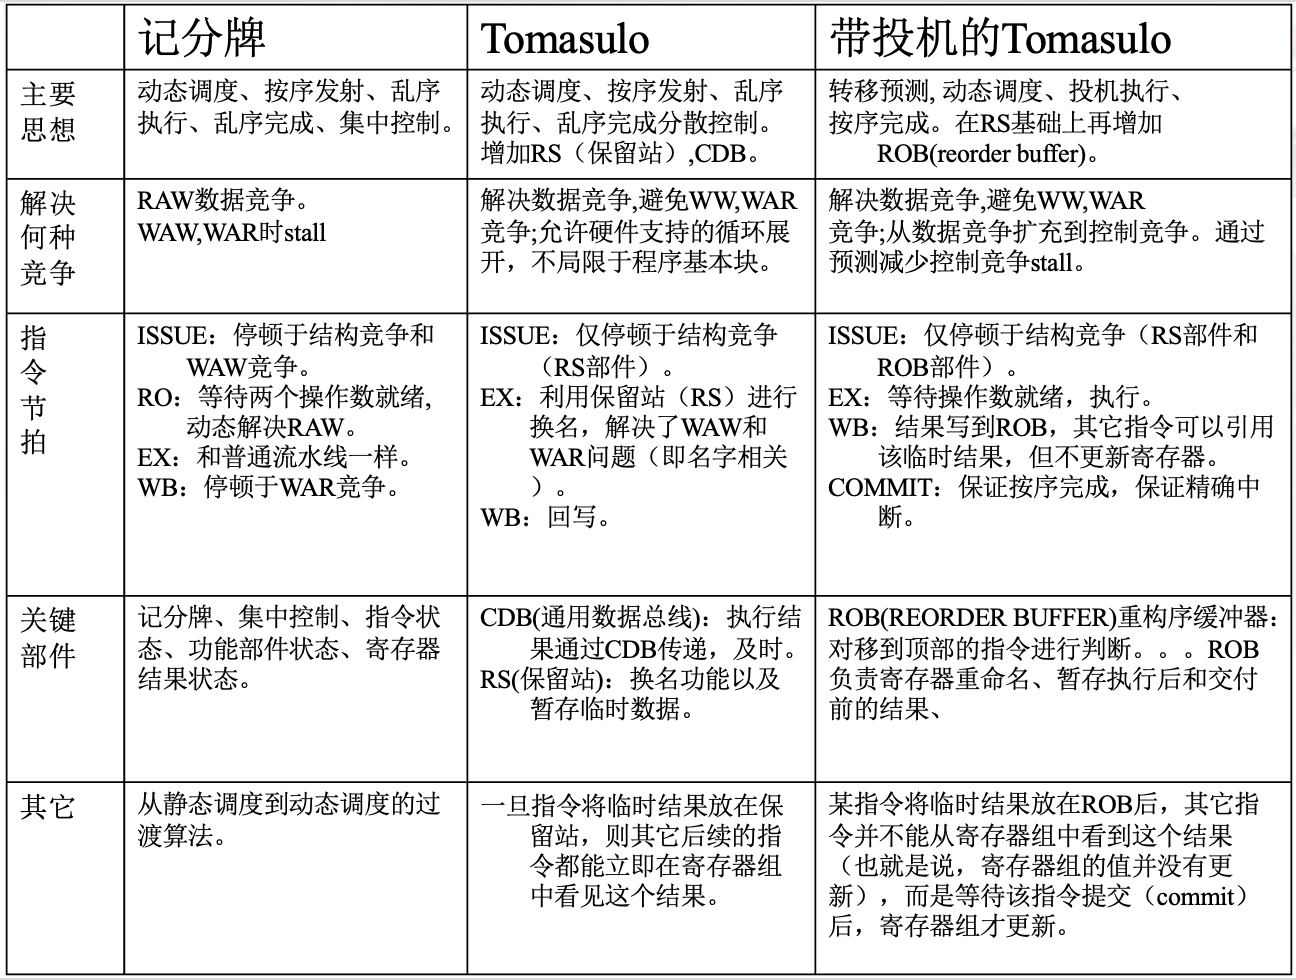 记分牌
Tomasulo
带投机的Tomasulo
主要
思想
动态调度、按序发射、乱序
执行、乱序完成、集中控制。
动态调度、按序发射、乱序
执行、乱序完成分散控制。
增加RS（保留站）,CDB。
转移预测, 动态调度、投机执行、
按序完成。在RS基础上再增加
ROB(reorder buffer)。
解决
何种
竞争
RAW数据竞争。
WAW,WAR时stall
解决数据竞争,避免WW,WAR
竞争;允许硬件支持的循环展
开，不局限于程序基本块。
解决数据竞争,避免WW,WAR
竞争;从数据竞争扩充到控制竞争。通过
预测减少控制竞争stall。
指
令
节
拍
ISSUE：停顿于结构竞争和
WAW竞争。
RO：等待两个操作数就绪,
动态解决RAW。
EX：和普通流水线一样。
WB：停顿于WAR竞争。
ISSUE：仅停顿于结构竞争
（RS部件）。
EX：利用保留站（RS）进行
换名，解决了WAW和
WAR问题（即名字相关
）。
WB：回写。
ISSUE：仅停顿于结构竞争（RS部件和
ROB部件）。
EX：等待操作数就绪，执行。
WB：结果写到ROB，其它指令可以引用
该临时结果，但不更新寄存器。
COMMIT：保证按序完成，保证精确中
断。
关键
部件
记分牌、集中控制、指令状
态、功能部件状态、寄存器
结果状态。
CDB(通用数据总线)：执行结
果通过CDB传递，及时。
RS(保留站)：换名功能以及
暂存临时数据。
ROB(REORDER BUFFER)重构序缓冲器：
对移到顶部的指令进行判断。。。ROB
负责寄存器重命名、暂存执行后和交付
前的结果、
其它
从静态调度到动态调度的过
渡算法。
一旦指令将临时结果放在保
留站，则其它后续的指
令都能立即在寄存器组
中看见这个结果。
某指令将临时结果放在ROB后，其它指
令并不能从寄存器组中看到这个结果
（也就是说，寄存器组的值并没有更
新），而是等待该指令提交（commit）
后，寄存器组才更新。